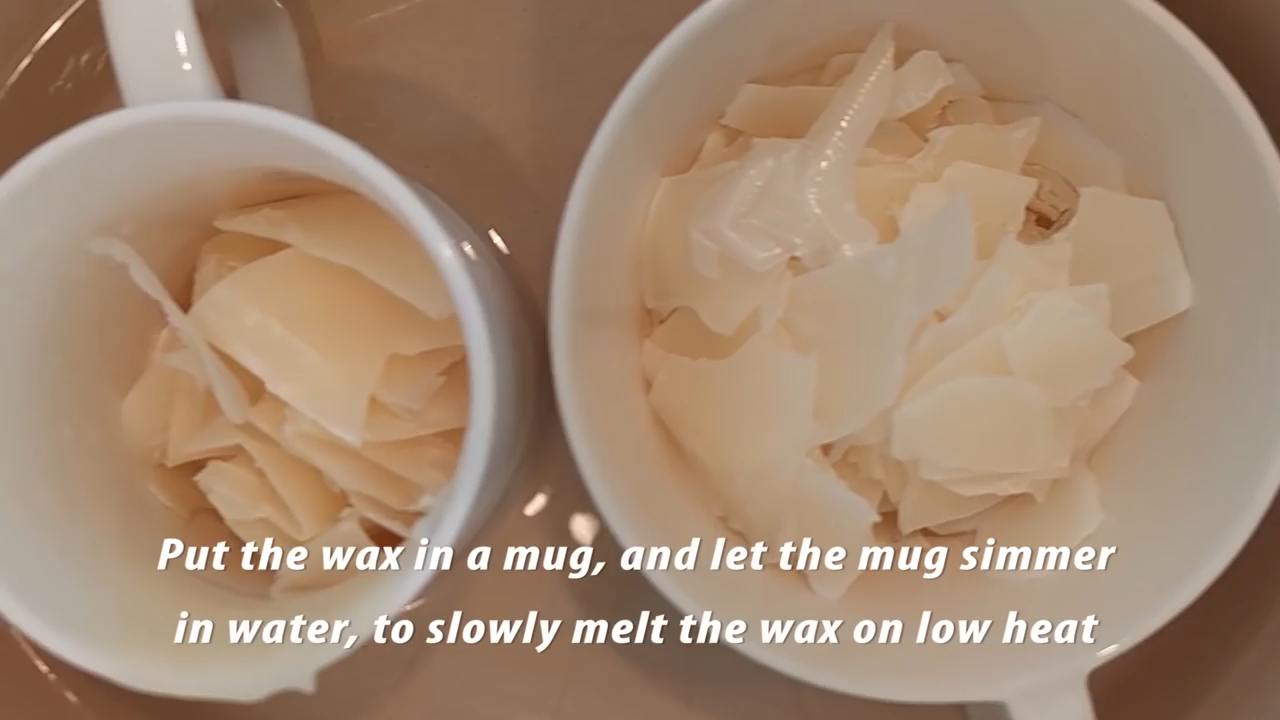 Put the wax in a mug, and let the mug simmer
in water, to slowly melt the wax on low heat